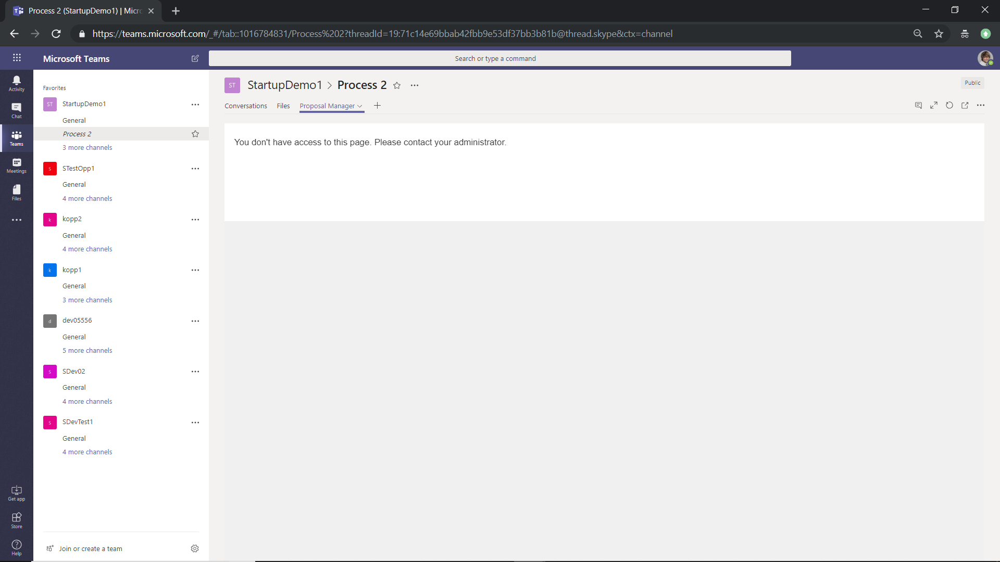 Process 2 (StartupDemo1) | Micro
https://teams.microsoft.com/_#/tab::1016784831/Process%202?threadId=19:71c14e69bbab42fbb9e53df37bb3b81b@thread.skype&ctx=channel
Microsoft Teams
Search or type a command
Activity
Chat
Teams
Meetings
Files
Get app
Store
Help
Favorites
ST StartupDemo1
General
Process 2
3 more channels
S STestOpp1
General
4 more channels
k kopp2
General
4 more channels
k kopp1
General
3 more channels
d dev05556
General
5 more channels
S SDev02
General
4 more channels
S SDevTest1
General
4 more channels
Join or create a team
ST StartupDemo1 > Process 2
Public
Conversations Files Proposal Manager
You don't have access to this page. Please contact your administrator.